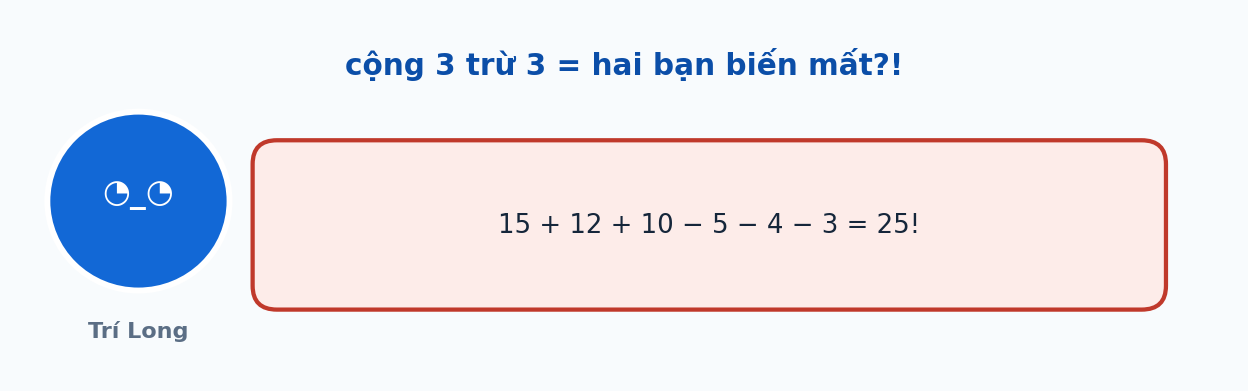 cộng 3 trừ 3 = hai bạn biến mất?!
15 + 12 + 10 − 5 − 4 − 3 = 25!
◔_◔
Trí Long